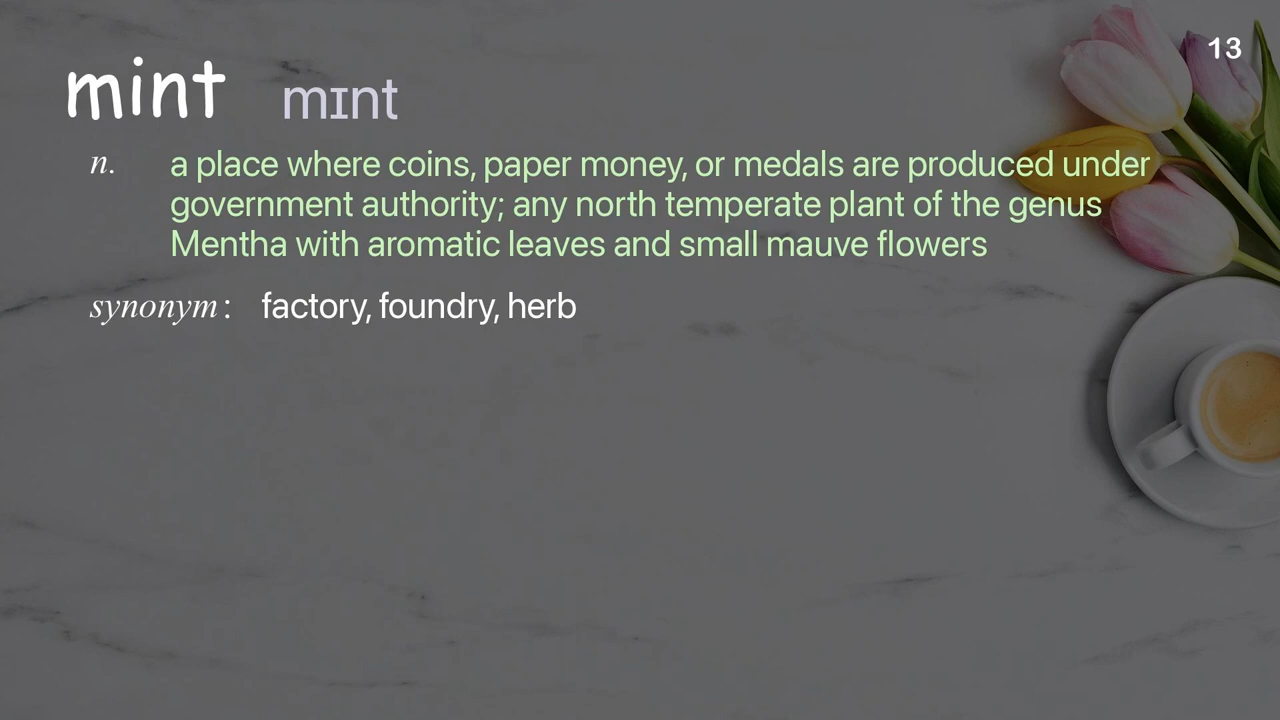 13
mint mɪnt
n. a place where coins, paper money, or medals are produced under
government authority; any north temperate plant of the genus
Mentha with aromatic leaves and small mauve flowers
synonym : factory, foundry, herb